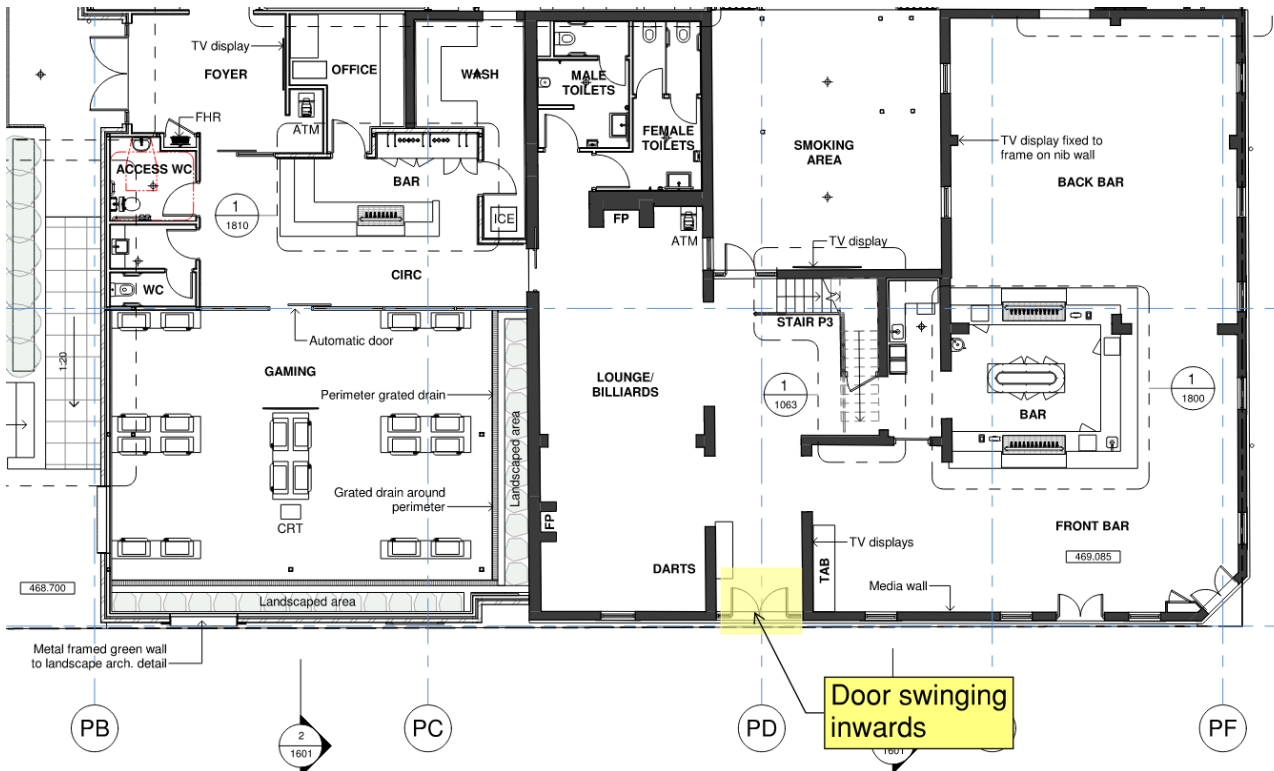 TV display
FOYER
OFFICE
WASH
MALE
TOILETS
FHR
ATM
FEMALE
TOILETS
SMOKING
AREA
TV display fixed to
frame on nib wall
ACCESS WC
BAR
BACK BAR
1
1810
ICE
FP
ATM
TV display
CIRC
WC
STAIR P3
Automatic door
1:20
GAMING
LOUNGE/
BILLIARDS
Perimeter grated drain
1
1063
1
1800
BAR
Landscaped area
Grated drain around
perimeter
CRT
FP
FRONT BAR
469.085
TV displays
DARTS
TAB
Media wall
468.700
Landscaped area
Metal framed green wall
to landscape arch. detail
Door swinging
inwards
PB
PC
PD
PF
2
1601
1601